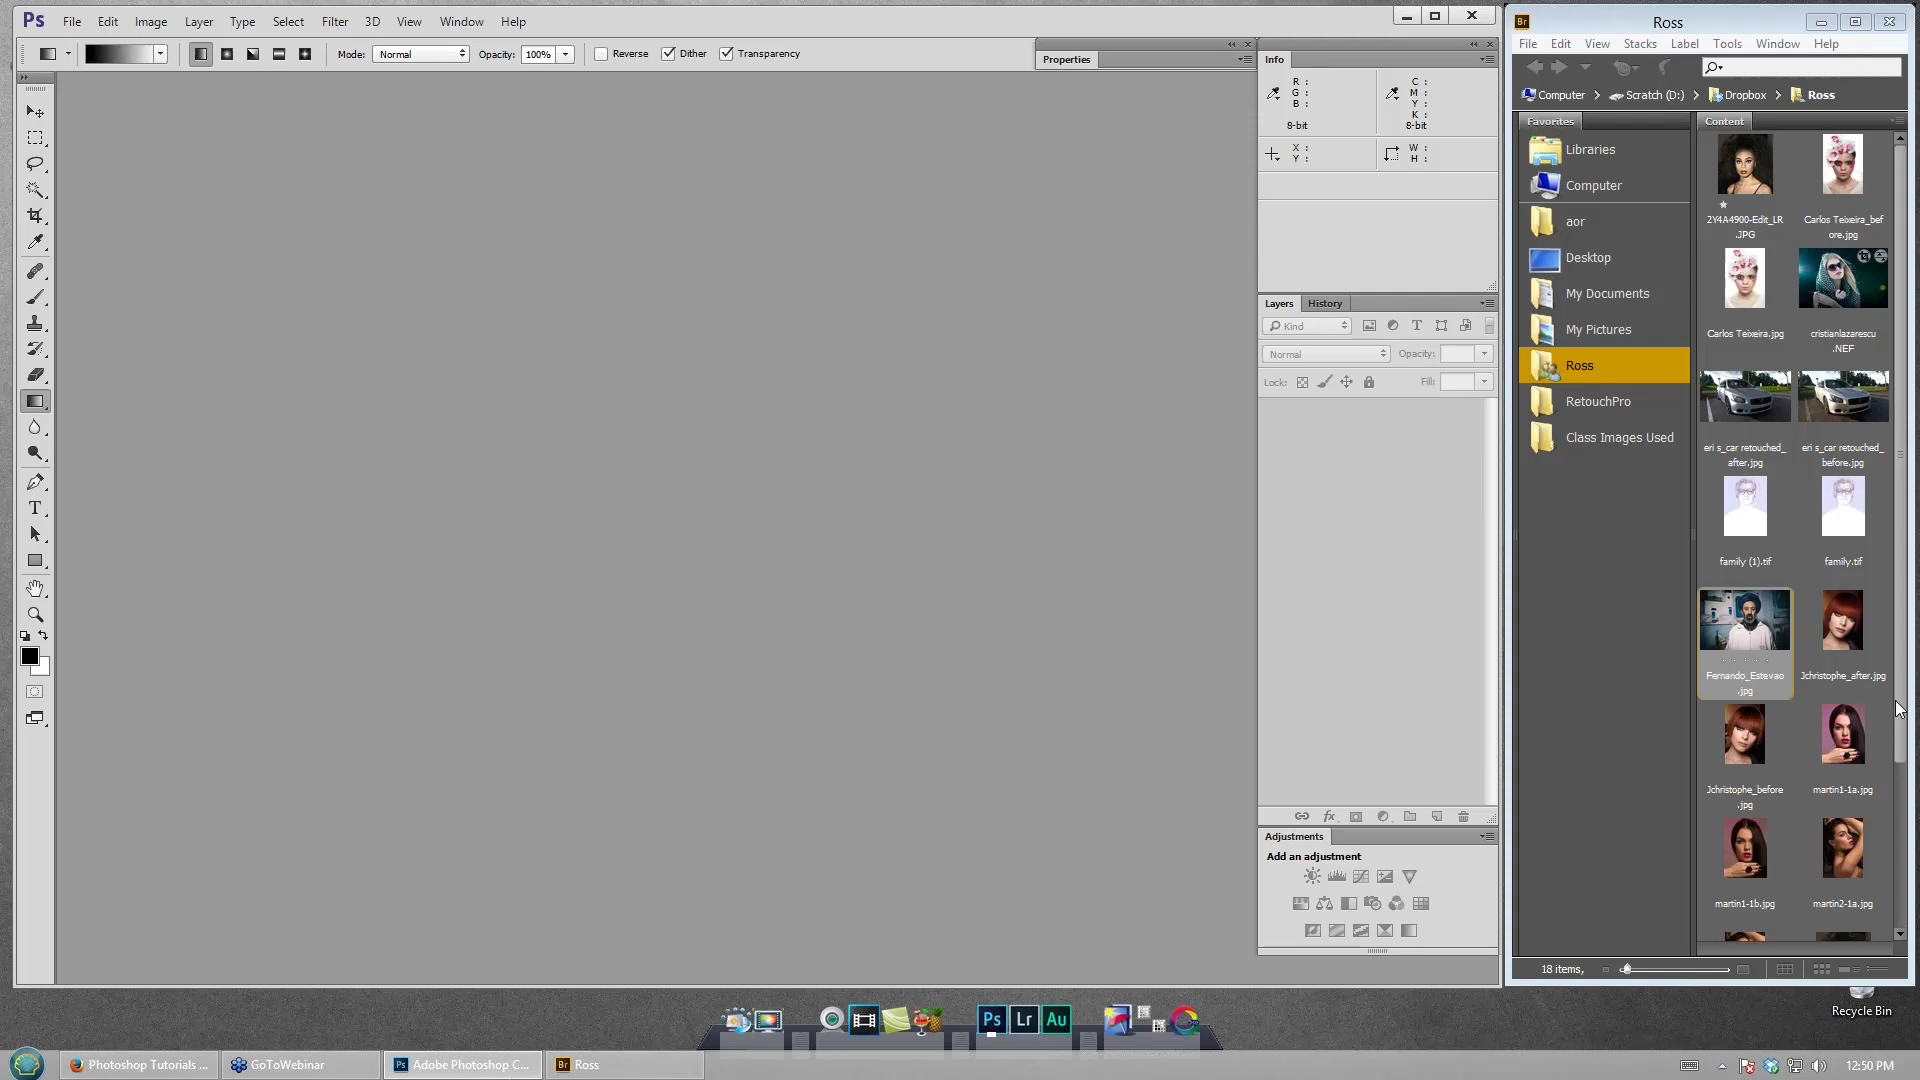 Ps File Edit Image Layer Type Select Filter 3D View Window Help
Mode: Normal Opacity: 100% Reverse Dither Transparency
Properties
Info
R :
G :
B :
8-bit
C :
M :
Y :
K :
8-bit
X :
Y :
W :
H :
Layers History
Kind
Normal Opacity:
Lock: Fill:
Adjustments
Add an adjustment
Br Ross
File Edit View Stacks Label Tools Window Help
Computer Scratch (D:) Dropbox Ross
Favorites
Libraries
Computer
aor
Desktop
My Documents
My Pictures
Ross
RetouchPro
Class Images Used
Content
2Y4A4900-Edit_LR
.JPG
Carlos Teixeira_bef
ore.jpg
Carlos Teixeira.jpg
cristianlazarescu
.NEF
eri s_car retouched_
after.jpg
eri s_car retouched_
before.jpg
family (1).tif
family.tif
Fernando_Estevao
.jpg
Jchristophe_after.jpg
Jchristophe_before
.jpg
martin1-1a.jpg
martin1-1b.jpg
martin2-1a.jpg
18 items,
Recycle Bin
Ps Lr Au
Photoshop Tutorials ...
GoToWebinar
Ps Adobe Photoshop C...
Br Ross
12:50 PM